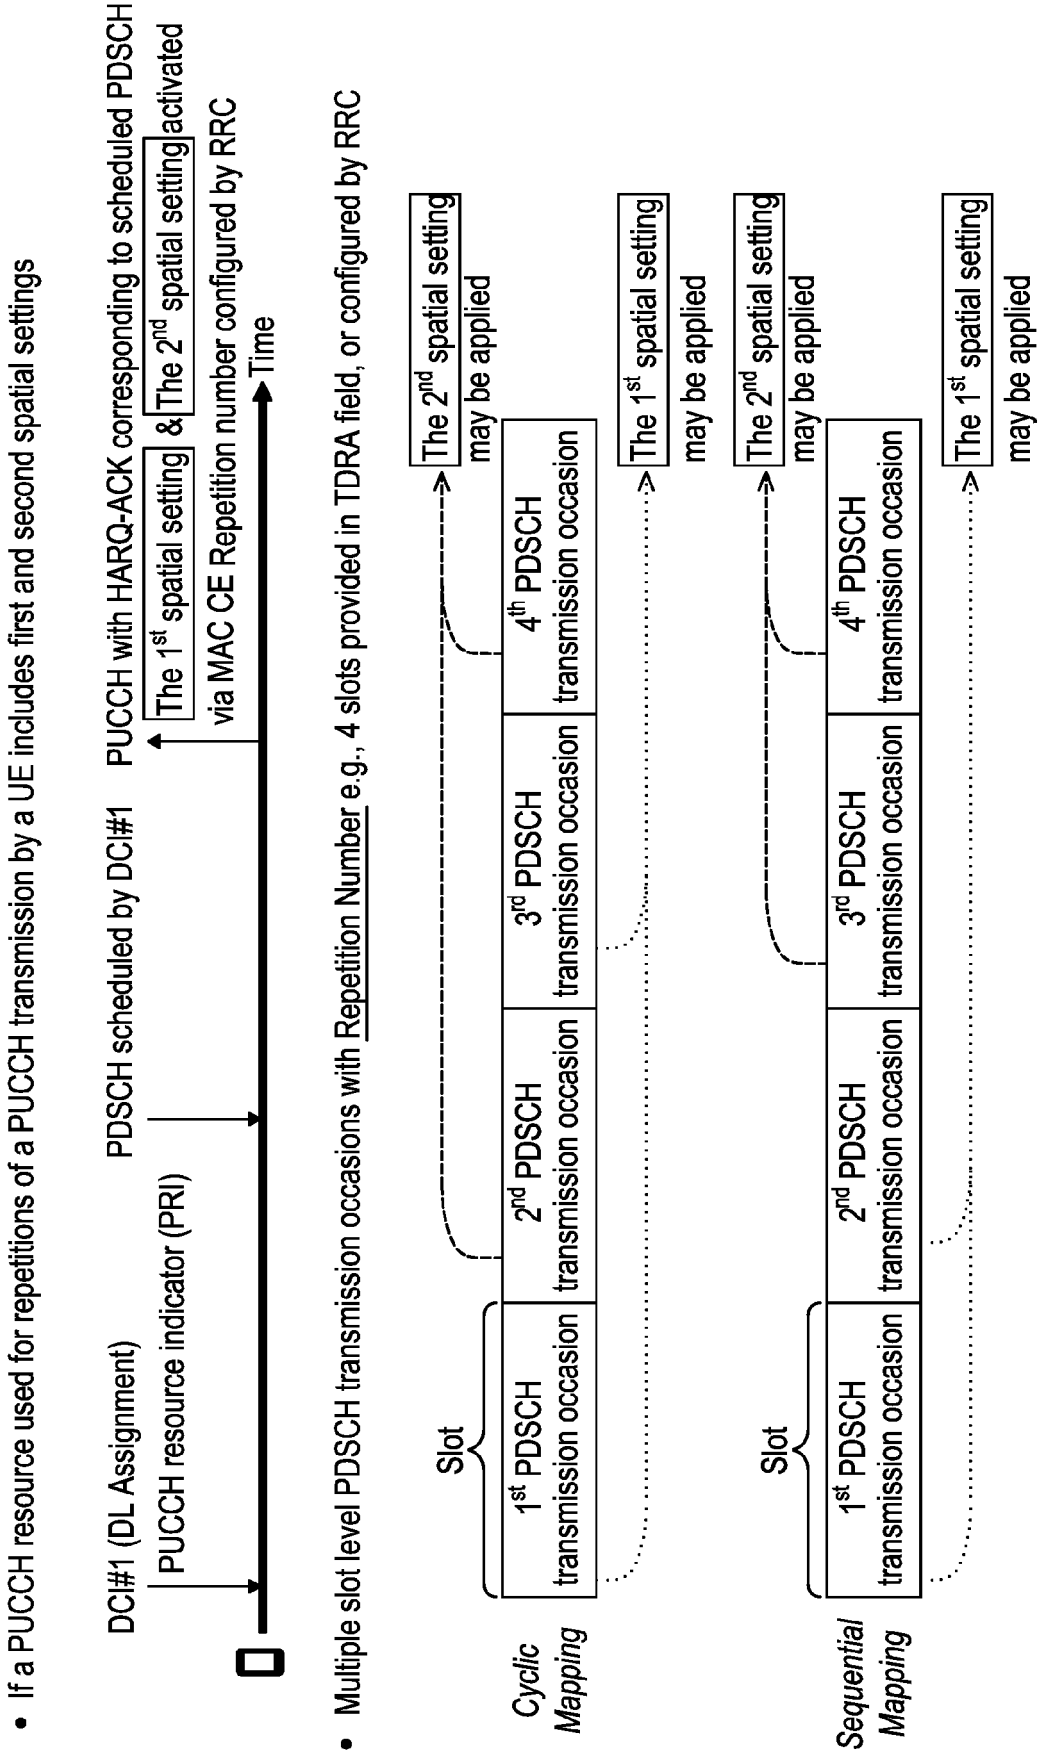 • If a PUCCH resource used for repetitions of a PUCCH transmission by a UE includes first and second spatial settings
DCI#1 (DL Assignment)
PUCCH resource indicator (PRI)
PDSCH scheduled by DCI#1
PUCCH with HARQ-ACK corresponding to scheduled PDSCH
The 1st spatial setting & The 2nd spatial setting activated
via MAC CE Repetition number configured by RRC
Time
• Multiple slot level PDSCH transmission occasions with Repetition Number e.g., 4 slots provided in TDRA field, or configured by RRC
Cyclic
Mapping
Slot
1st PDSCH
transmission occasion
2nd PDSCH
transmission occasion
3rd PDSCH
transmission occasion
4th PDSCH
transmission occasion
The 2nd spatial setting
may be applied
The 1st spatial setting
may be applied
Sequential
Mapping
Slot
1st PDSCH
transmission occasion
2nd PDSCH
transmission occasion
3rd PDSCH
transmission occasion
4th PDSCH
transmission occasion
The 2nd spatial setting
may be applied
The 1st spatial setting
may be applied